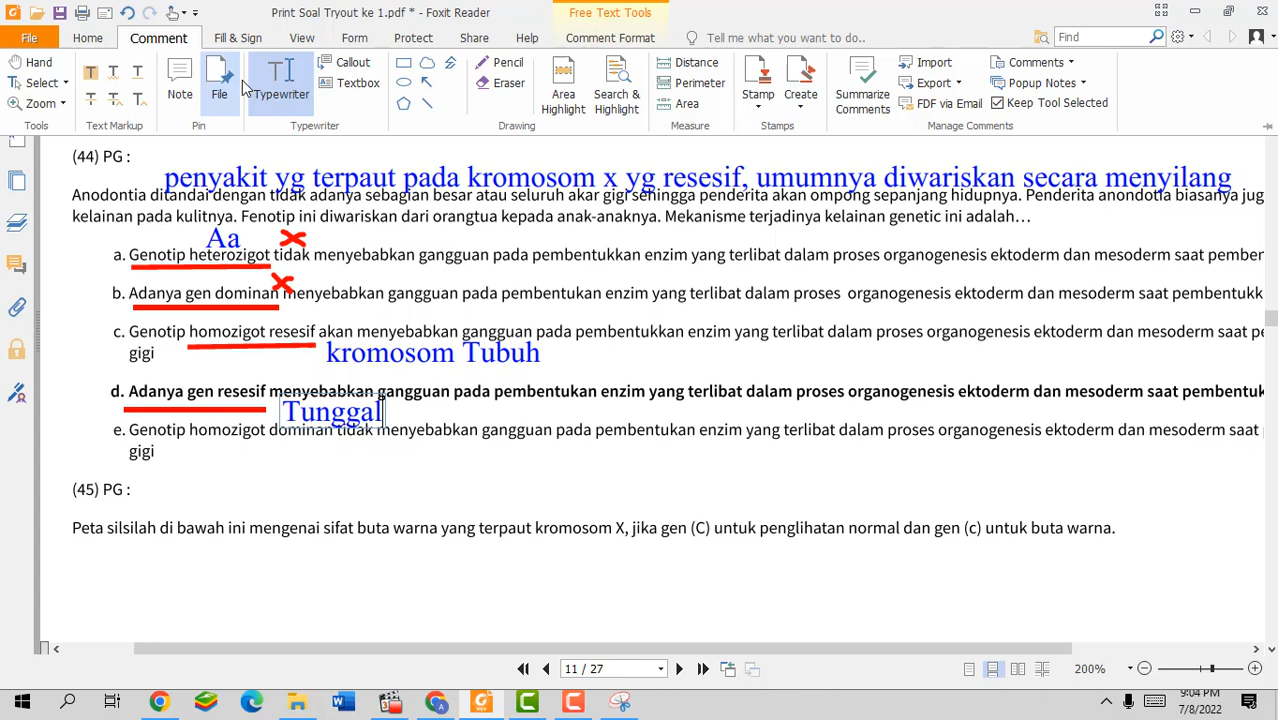 Print Soal Tryout ke 1.pdf * - Foxit Reader
Free Text Tools
File
Home
Comment
Fill & Sign
View
Form
Protect
Share
Help
Comment Format
Tell me what you want to do...
Find
Hand
Select
Zoom
Tools
Text Markup
Note
File
Pin
Typewriter
Callout
Textbox
Typewriter
Pencil
Eraser
Area Highlight
Search & Highlight
Drawing
Distance
Perimeter
Area
Measure
Stamp
Create
Stamps
Summarize Comments
Import
Export
FDF via Email
Comments
Popup Notes
Keep Tool Selected
Manage Comments
(44) PG :
penyakit yg terpaut pada kromosom x yg resesif, umumnya diwariskan secara menyilang
Anodontia ditandai dengan tidak adanya sebagian besar atau seluruh akar gigi sehingga penderita akan ompong sepanjang hidupnya. Penderita anondotia biasanya jug
kelainan pada kulitnya. Fenotip ini diwariskan dari orangtua kepada anak-anaknya. Mekanisme terjadinya kelainan genetic ini adalah…
Aa
a. Genotip heterozigot tidak menyebabkan gangguan pada pembentukkan enzim yang terlibat dalam proses organogenesis ektoderm dan mesoderm saat pember
b. Adanya gen dominan menyebabkan gangguan pada pembentukan enzim yang terlibat dalam proses organogenesis ektoderm dan mesoderm saat pembentukk
c. Genotip homozigot resesif akan menyebabkan gangguan pada pembentukkan enzim yang terlibat dalam proses organogenesis ektoderm dan mesoderm saat
gigi
kromosom Tubuh
d. Adanya gen resesif menyebabkan gangguan pada pembentukan enzim yang terlibat dalam proses organogenesis ektoderm dan mesoderm saat pembentuk
Tunggal
e. Genotip homozigot dominan tidak menyebabkan gangguan pada pembentukan enzim yang terlibat dalam proses organogenesis ektoderm dan mesoderm saat
gigi
(45) PG :
Peta silsilah di bawah ini mengenai sifat buta warna yang terpaut kromosom X, jika gen (C) untuk penglihatan normal dan gen (c) untuk buta warna.
11 / 27
200%
9:04 PM
7/8/2022